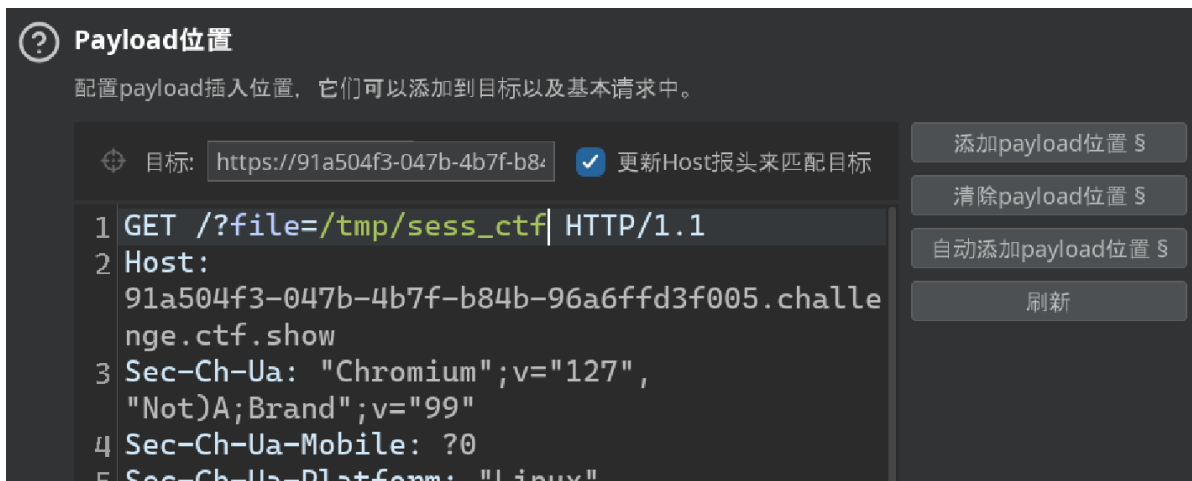 Payload位置
配置payload插入位置，它们可以添加到目标以及基本请求中。
目标: https://91a504f3-047b-4b7f-b84 更新Host报头来匹配目标
添加payload位置 §
清除payload位置 §
自动添加payload位置 §
刷新
1 GET /?file=/tmp/sess_ctf HTTP/1.1
2 Host:
91a504f3-047b-4b7f-b84b-96a6ffd3f005.challe
nge.ctf.show
3 Sec-Ch-Ua: "Chromium";v="127",
"Not)A;Brand";v="99"
4 Sec-Ch-Ua-Mobile: ?0
5 Sec-Ch-Ua-Platform: "Linux"